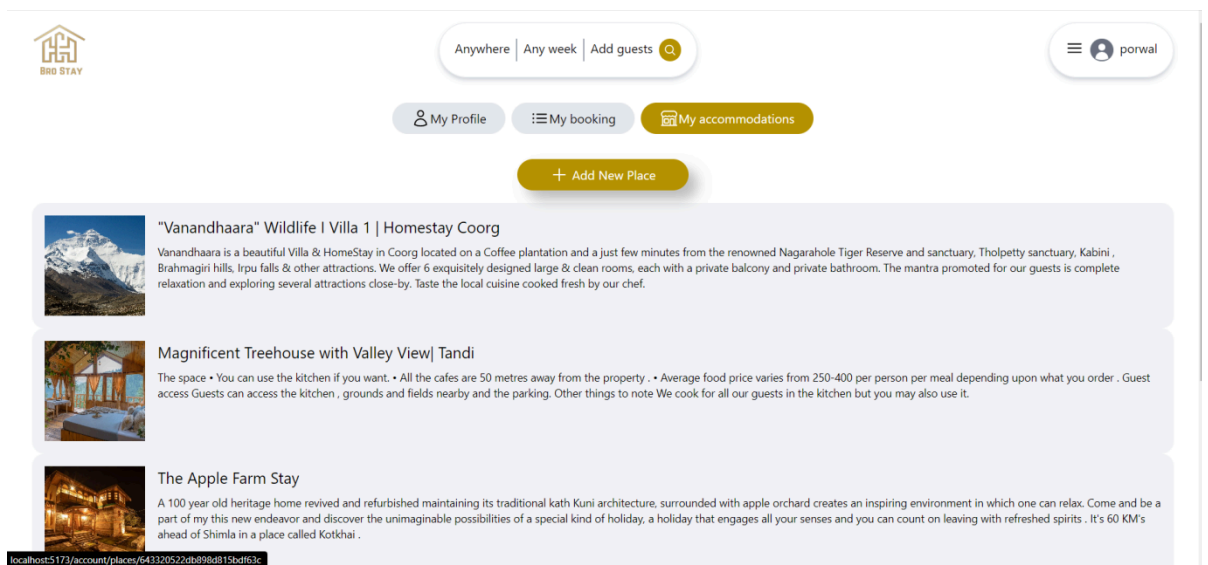 BRO STAY
Anywhere Any week Add guests
porwal
My Profile
My booking
My accommodations
+ Add New Place
"Vanandhaara" Wildlife I Villa 1 | Homestay Coorg
Vanandhaara is a beautiful Villa & HomeStay in Coorg located on a Coffee plantation and a just few minutes from the renowned Nagarahole Tiger Reserve and sanctuary, Tholpetty sanctuary, Kabini ,
Brahmagiri hills, Irpu falls & other attractions. We offer 6 exquisitely designed large & clean rooms, each with a private balcony and private bathroom. The mantra promoted for our guests is complete
relaxation and exploring several attractions close-by. Taste the local cuisine cooked fresh by our chef.
Magnificent Treehouse with Valley View| Tandi
The space • You can use the kitchen if you want. • All the cafes are 50 metres away from the property . • Average food price varies from 250-400 per person per meal depending upon what you order . Guest
access Guests can access the kitchen , grounds and fields nearby and the parking. Other things to note We cook for all our guests in the kitchen but you may also use it.
The Apple Farm Stay
A 100 year old heritage home revived and refurbished maintaining its traditional kath Kuni architecture, surrounded with apple orchard creates an inspiring environment in which one can relax. Come and be a
part of my this new endeavor and discover the unimaginable possibilities of a special kind of holiday, a holiday that engages all your senses and you can count on leaving with refreshed spirits . It's 60 KM's
ahead of Shimla in a place called Kotkhai .
localhost:5173/account/places/643320522db898d815bdf63c